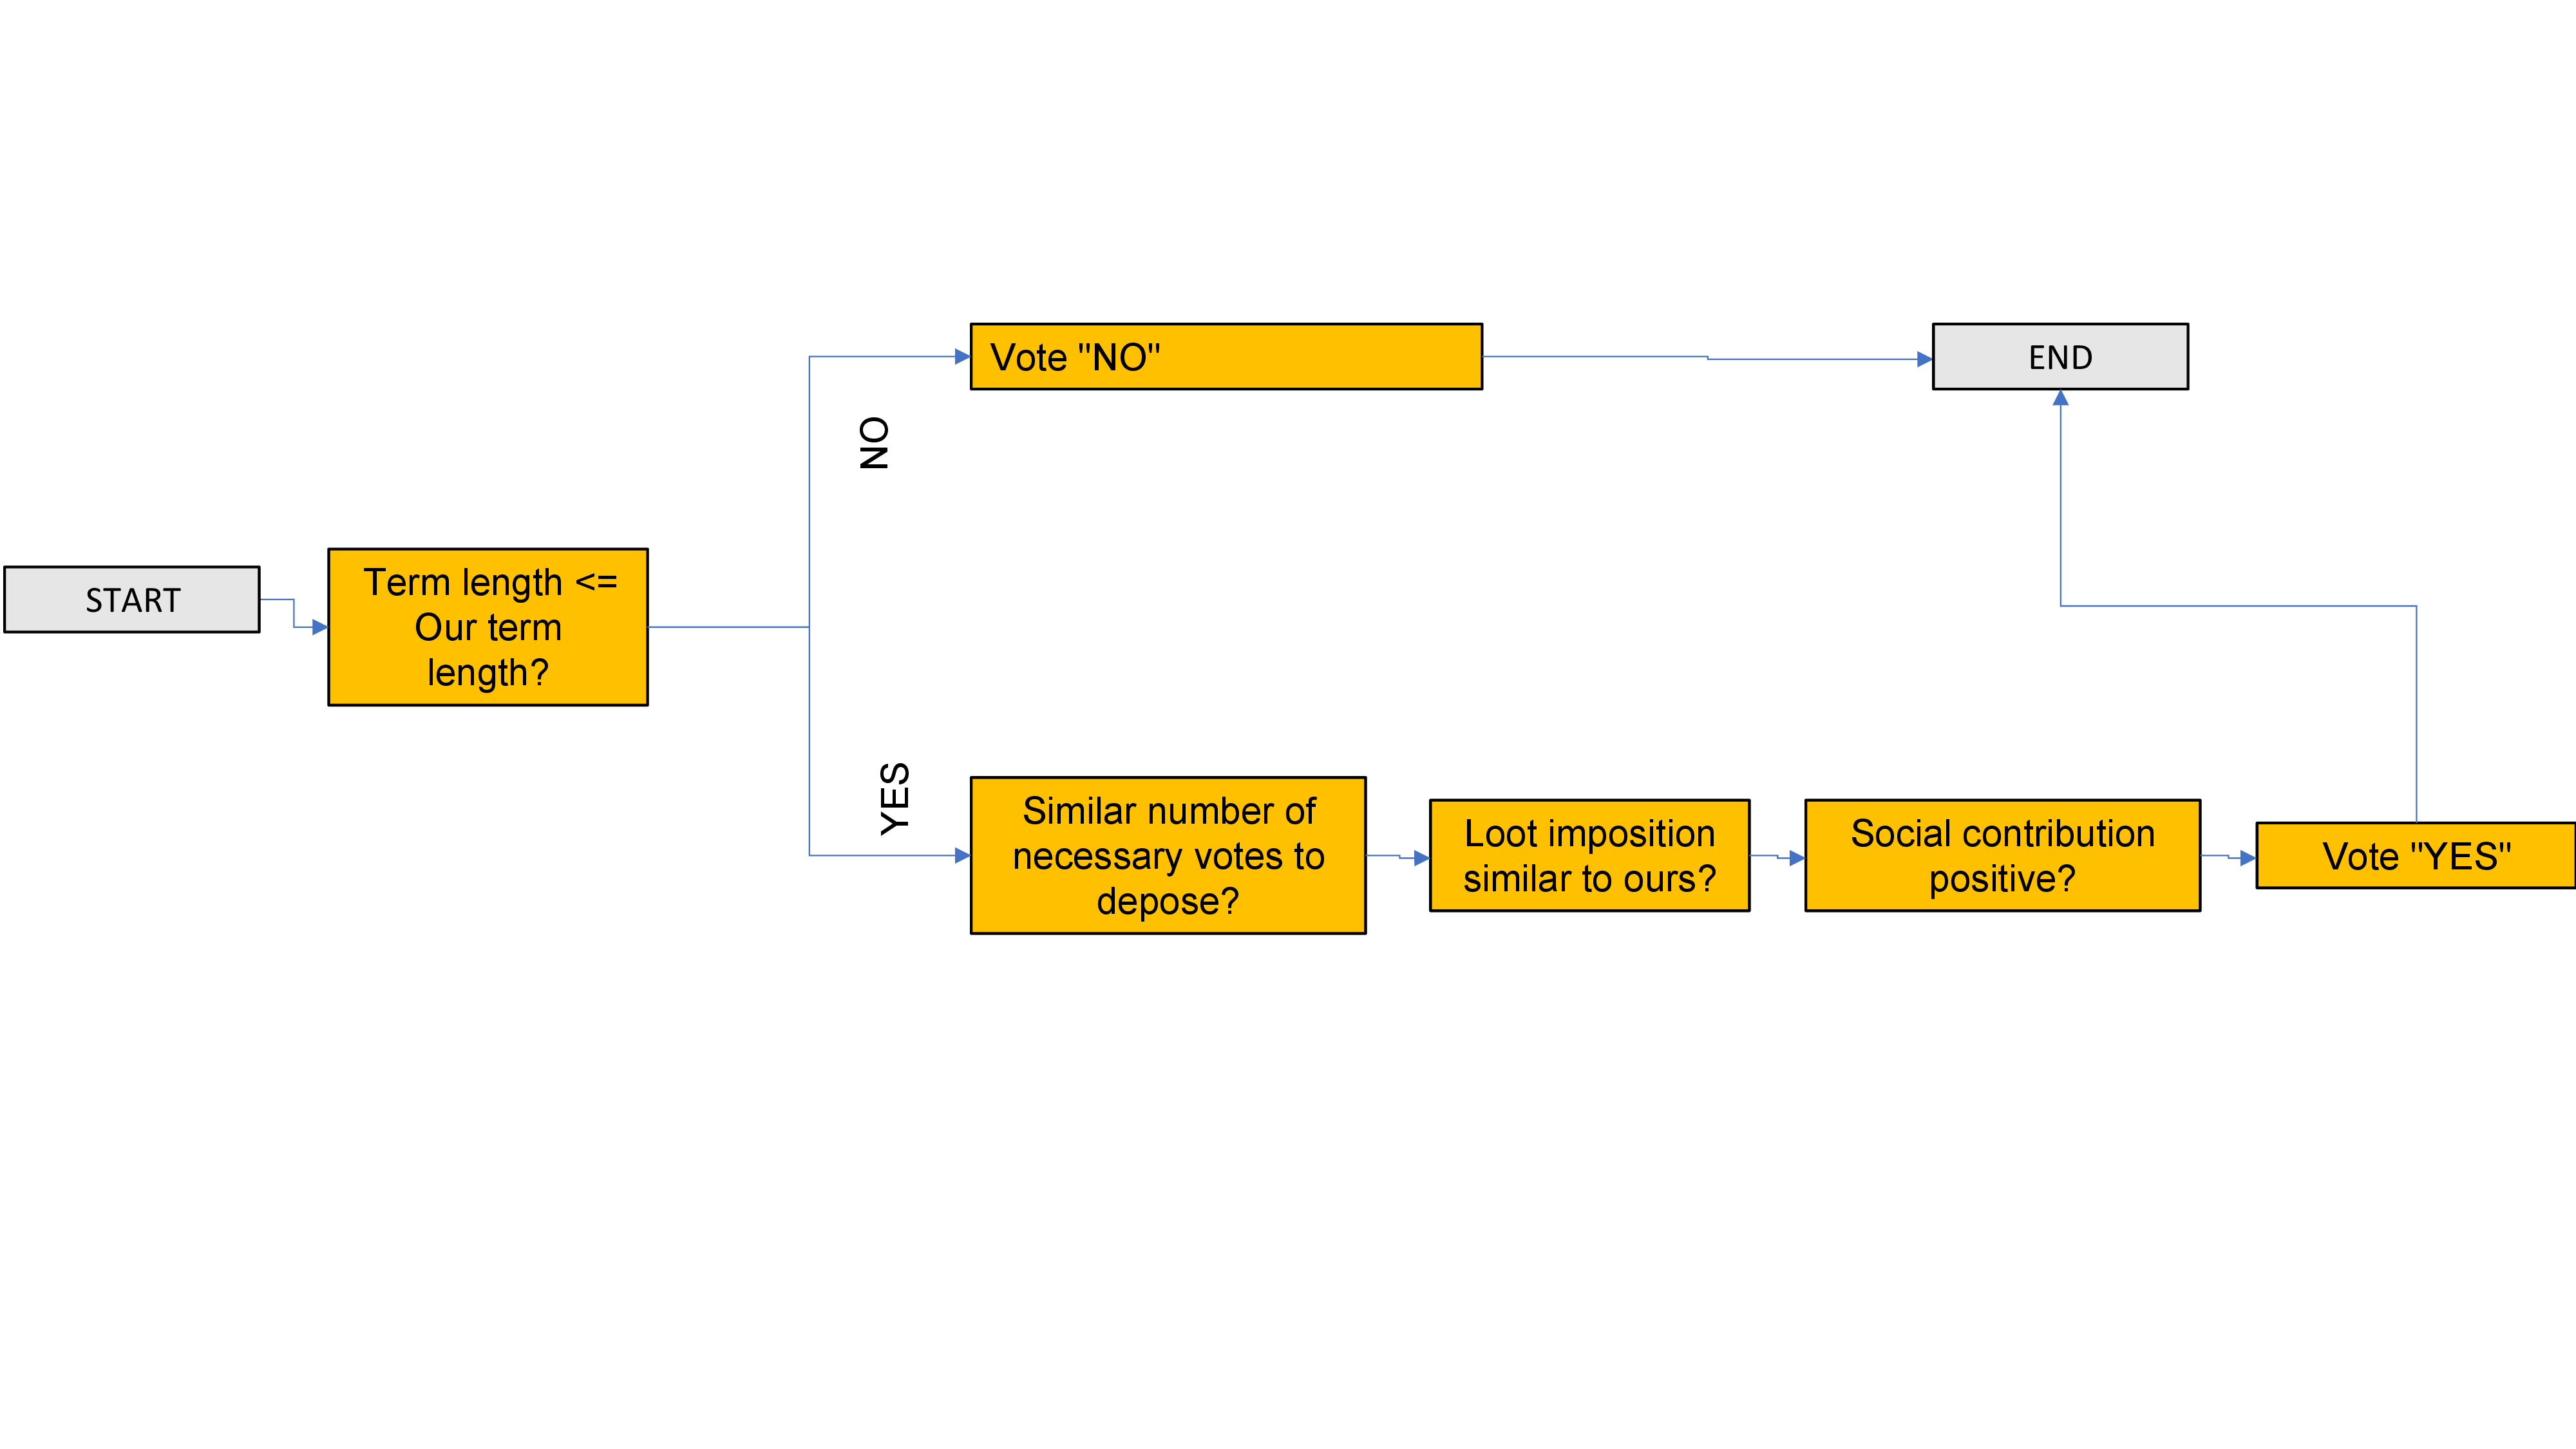 START
Term length <=
Our term
length?
NO
Vote "NO"
END
YES
Similar number of
necessary votes to
depose?
Loot imposition
similar to ours?
Social contribution
positive?
Vote "YES"